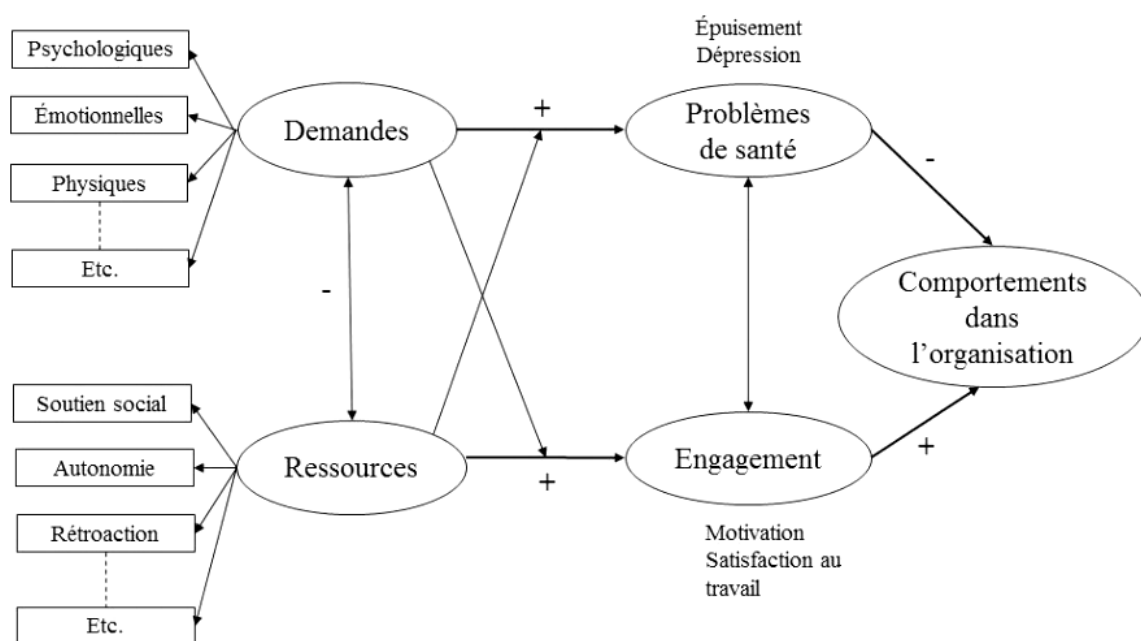 Psychologiques
Émotionnelles
Physiques
Etc.
Demandes
+
Épuisement
Dépression
Problèmes
de santé
-
-
Comportements
dans
l'organisation
Soutien social
Autonomie
Rétroaction
Etc.
Ressources
+
Engagement
+
Motivation
Satisfaction au
travail